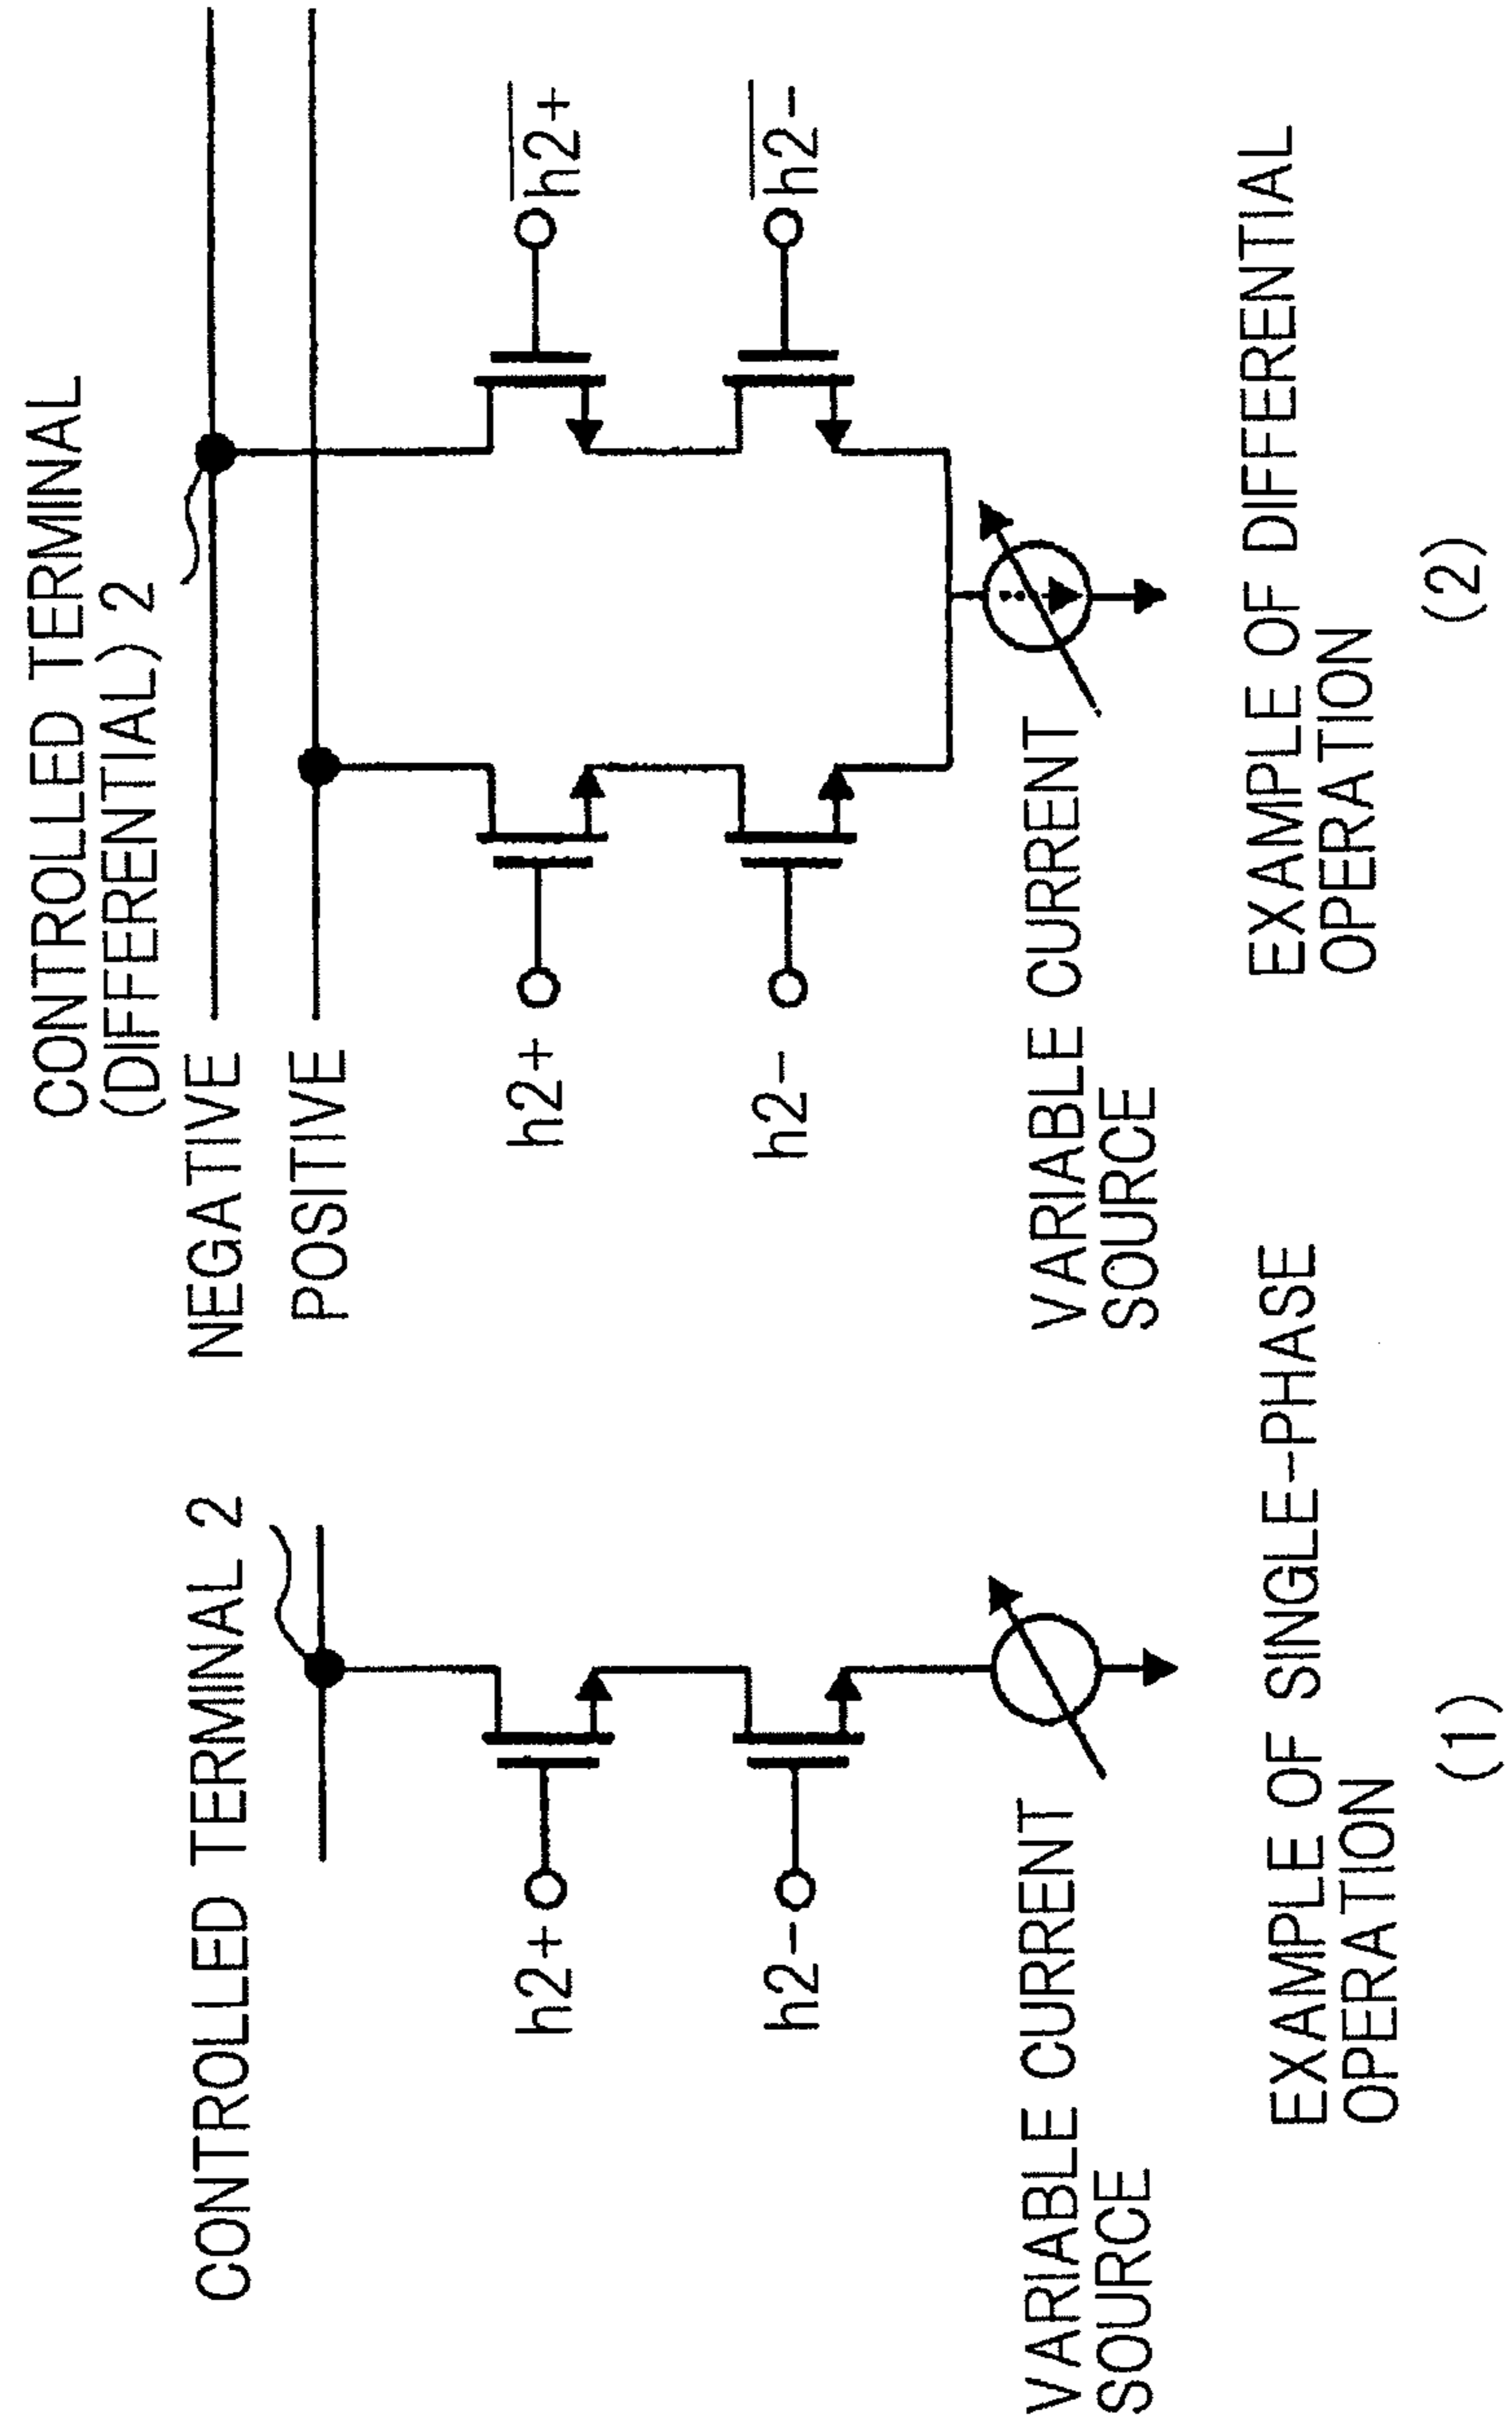 CONTROLLED TERMINAL 2
h2+
h2-
VARIABLE CURRENT
SOURCE
EXAMPLE OF SINGLE-PHASE
OPERATION
(1)
CONTROLLED TERMINAL
(DIFFERENTIAL) 2
NEGATIVE
POSITIVE
h2+
h2+
h2-
h2-
VARIABLE CURRENT
SOURCE
EXAMPLE OF DIFFERENTIAL
OPERATION
(2)